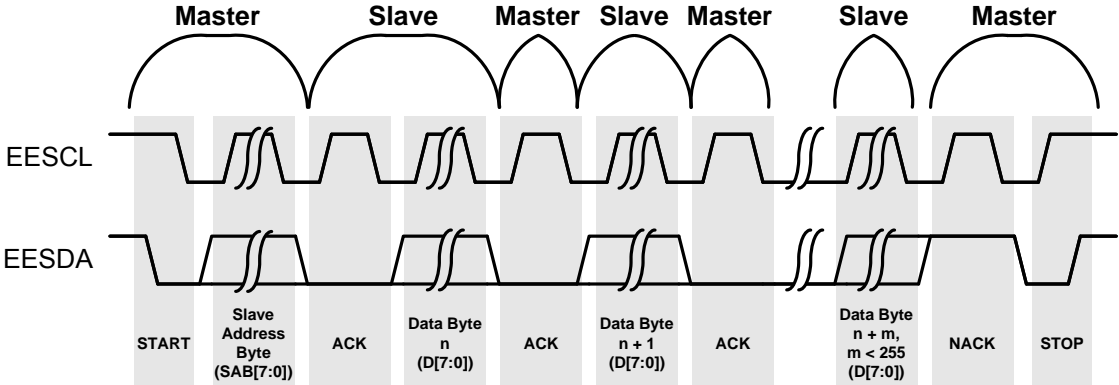 Master Slave Master Slave Master Slave Master
EESCL
EESDA
START
Slave
Address
Byte
(SAB[7:0])
ACK
Data Byte
n
(D[7:0])
ACK
Data Byte
n + 1
(D[7:0])
ACK
Data Byte
n + m,
m < 255
(D[7:0])
NACK
STOP